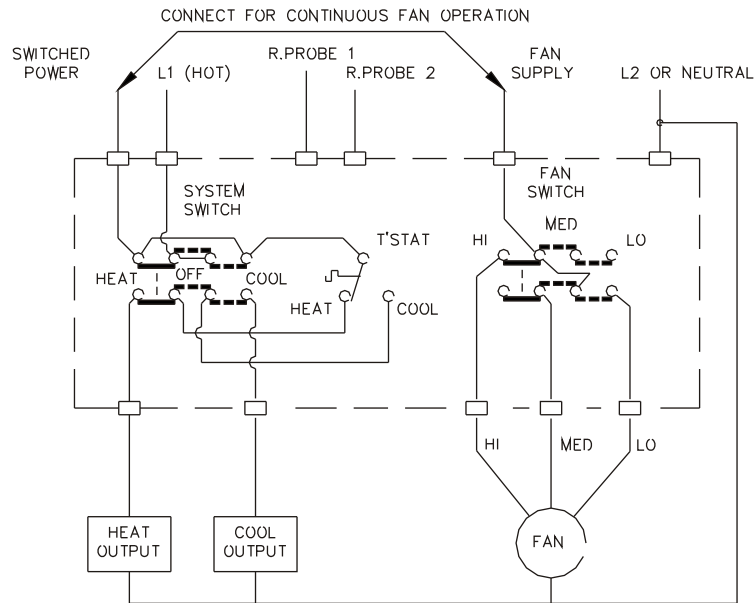 CONNECT FOR CONTINUOUS FAN OPERATION
SWITCHED
POWER
L1 (HOT)
R.PROBE 1
R.PROBE 2
FAN
SUPPLY
L2 OR NEUTRAL
SYSTEM
SWITCH
FAN
SWITCH
HI
MED
LO
T'STAT
HEAT
OFF
COOL
HEAT
COOL
HI
MED
LO
HEAT
OUTPUT
COOL
OUTPUT
FAN